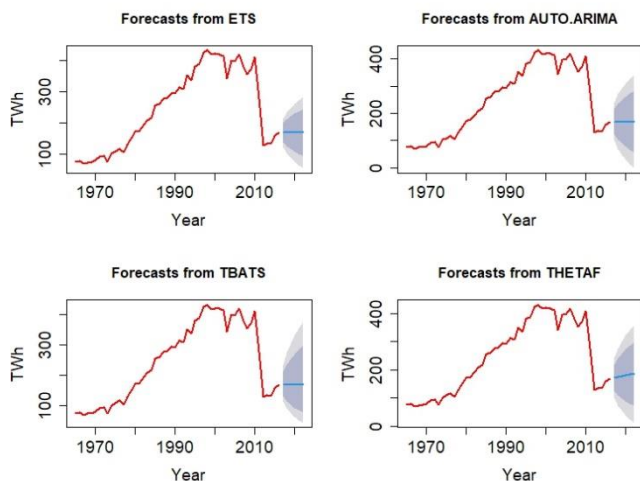 Forecasts from ETS
TWh
300
100
1970
1990
2010
Year
Forecasts from AUTO.ARIMA
TWh
400
200
0
1970
1990
2010
Year
Forecasts from TBATS
TWh
300
100
1970
1990
2010
Year
Forecasts from THETAF
TWh
400
200
0
1970
1990
2010
Year